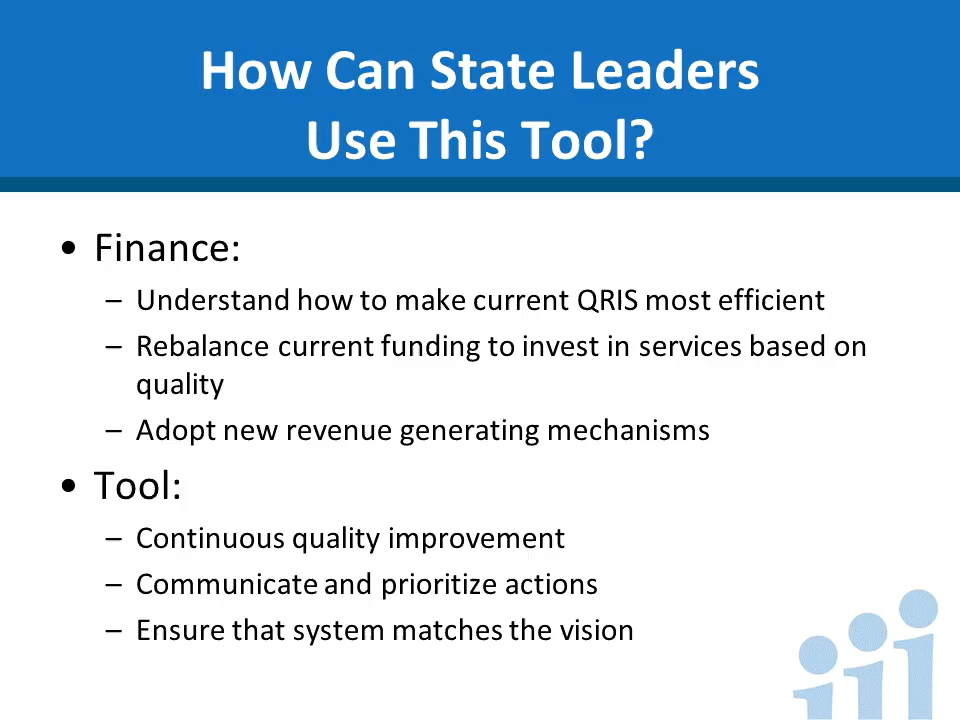 How Can State Leaders
Use This Tool?
• Finance:
– Understand how to make current QRIS most efficient
– Rebalance current funding to invest in services based on
quality
– Adopt new revenue generating mechanisms
• Tool:
– Continuous quality improvement
– Communicate and prioritize actions
– Ensure that system matches the vision